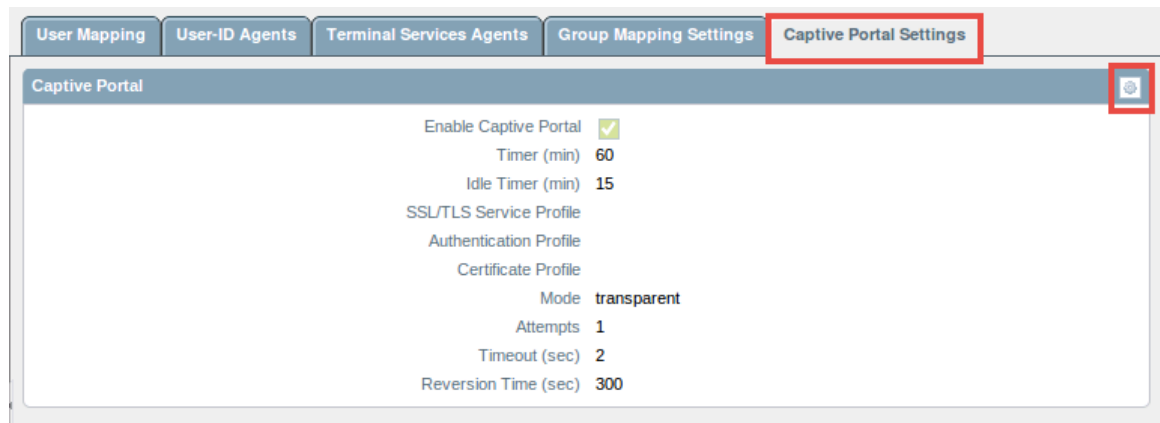 User Mapping User-ID Agents Terminal Services Agents Group Mapping Settings Captive Portal Settings
Captive Portal
Enable Captive Portal
Timer (min) 60
Idle Timer (min) 15
SSL/TLS Service Profile
Authentication Profile
Certificate Profile
Mode transparent
Attempts 1
Timeout (sec) 2
Reversion Time (sec) 300